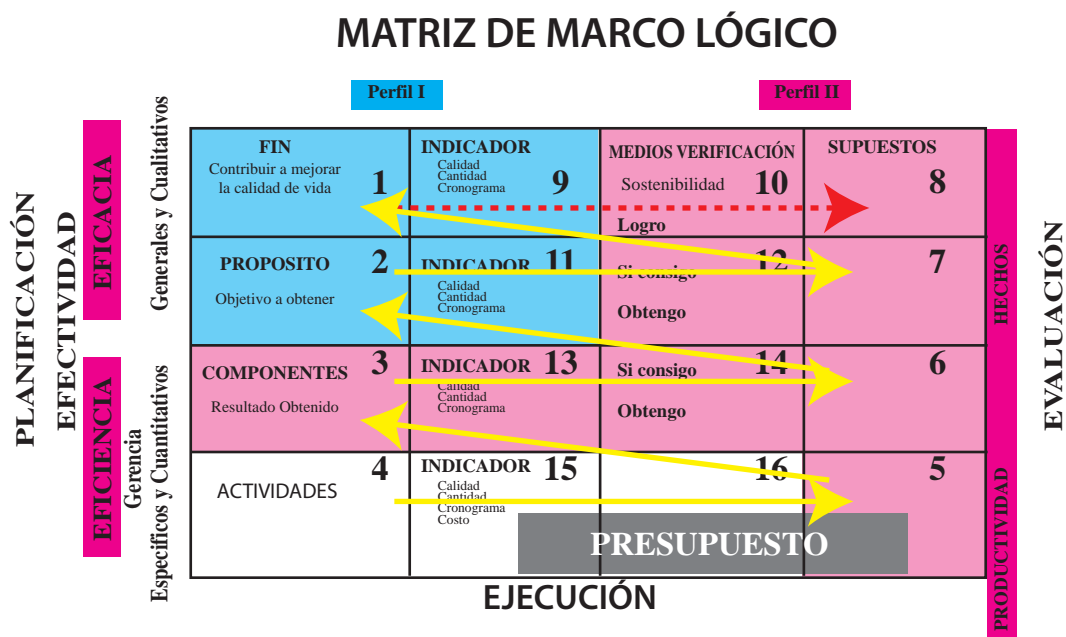 MATRIZ DE MARCO LÓGICO
Perfil I
Perfil II
PLANIFICACIÓN
EFECTIVIDAD
EFICACIA
Generales y Cualitativos
EFICIENCIA
Gerencia
Especificos y Cuantitativos
FIN
Contribuir a mejorar
la calidad de vida
1
INDICADOR
Calidad
Cantidad
Cronograma
9
MEDIOS VERIFICACIÓN
Sostenibilidad
10
Logro
SUPUESTOS
8
PROPOSITO
2
Objetivo a obtener
INDICADOR
11
Calidad
Cantidad
Cronograma
Si consigo
12
Obtengo
7
COMPONENTES
3
Resultado Obtenido
INDICADOR
13
Calidad
Cantidad
Cronograma
Si consigo
14
Obtengo
6
ACTIVIDADES
4
INDICADOR
15
Calidad
Cantidad
Cronograma
Costo
16
5
PRESUPUESTO
EJECUCIÓN
HECHOS
PRODUCTIVIDAD
EVALUACIÓN